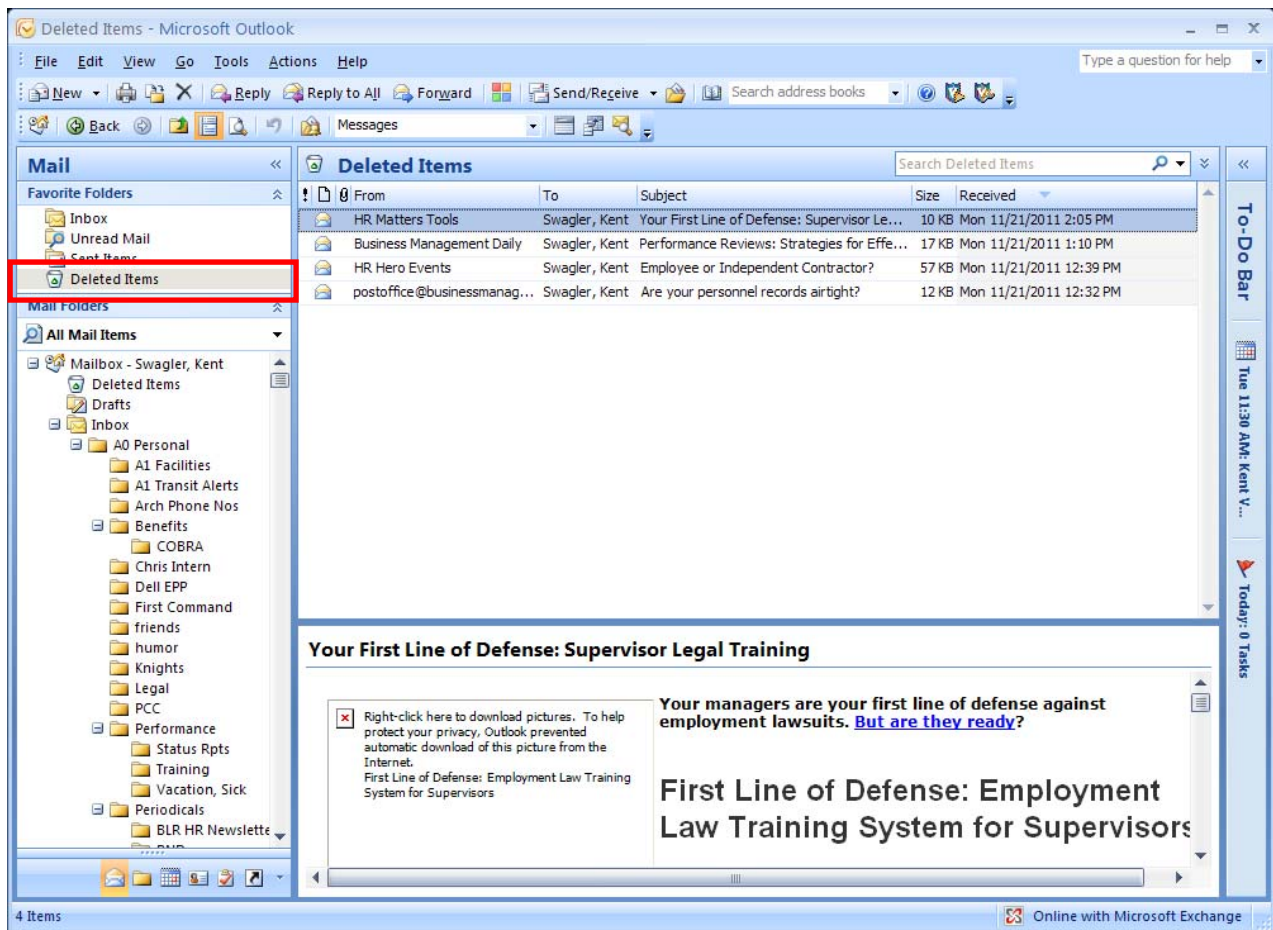 Deleted Items - Microsoft Outlook
File Edit View Go Tools Actions Help
Type a question for help
New Reply Reply to All Forward Send/Receive Search address books
Back Messages
Mail
Favorite Folders
Inbox
Unread Mail
Sent Items
Deleted Items
Mail Folders
All Mail Items
Mailbox - Swagler, Kent
Deleted Items
Drafts
Inbox
A0 Personal
A1 Facilities
A1 Transit Alerts
Arch Phone Nos
Benefits
COBRA
Chris Intern
Dell EPP
First Command
friends
humor
Knights
Legal
PCC
Performance
Status Rpts
Training
Vacation, Sick
Periodicals
BLR HR Newslette
Deleted Items
Search Deleted Items
From To Subject Size Received
HR Matters Tools Swagler, Kent Your First Line of Defense: Supervisor Le... 10 KB Mon 11/21/2011 2:05 PM
Business Management Daily Swagler, Kent Performance Reviews: Strategies for Effe... 17 KB Mon 11/21/2011 1:10 PM
HR Hero Events Swagler, Kent Employee or Independent Contractor? 57 KB Mon 11/21/2011 12:39 PM
postoffice@businessmanag... Swagler, Kent Are your personnel records airtight? 12 KB Mon 11/21/2011 12:32 PM
Your First Line of Defense: Supervisor Legal Training
Right-click here to download pictures. To help
protect your privacy, Outlook prevented
automatic download of this picture from the
Internet.
First Line of Defense: Employment Law Training
System for Supervisors
Your managers are your first line of defense against
employment lawsuits. But are they ready?
First Line of Defense: Employment
Law Training System for Supervisors
To-Do Bar
Tue 11:30 AM: Kent V...
Today: 0 Tasks
4 Items
Online with Microsoft Exchange